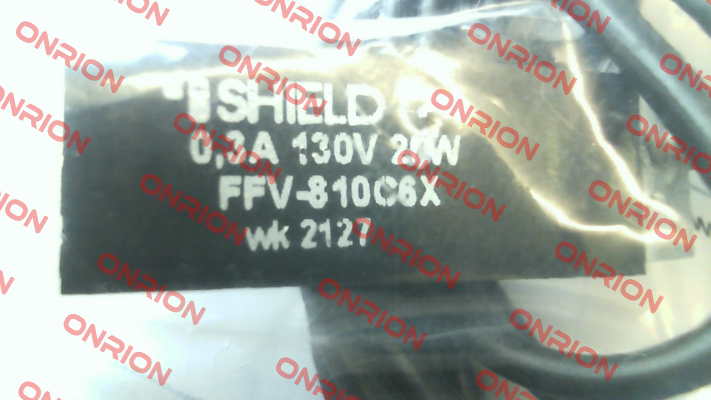 SHIELD
0,3A 130V 20W
FFV-810C6X
wk 2127
ONRION